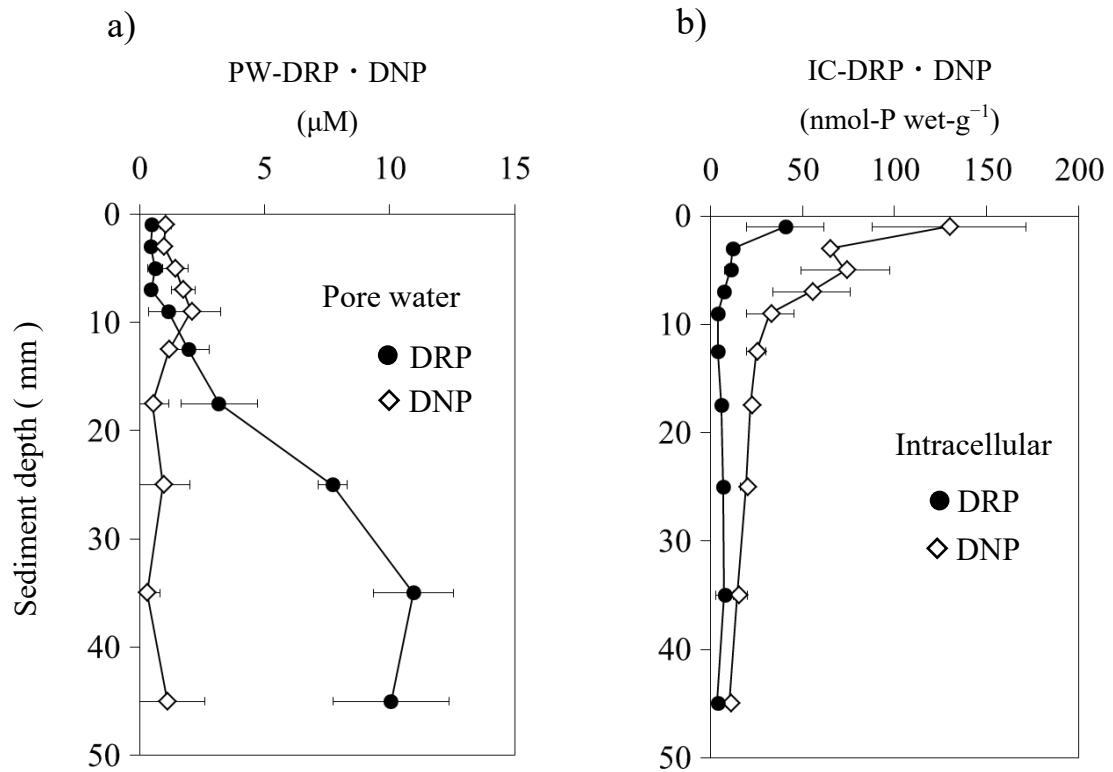 a)
PW-DRP・DNP
(μM)
0 5 10 15
0
10
20
30
40
50
Sediment depth ( mm )
Pore water
DRP
DNP
b)
IC-DRP・DNP
(nmol-P wet-g⁻¹)
0 50 100 150 200
0
10
20
30
40
50
Intracellular
DRP
DNP